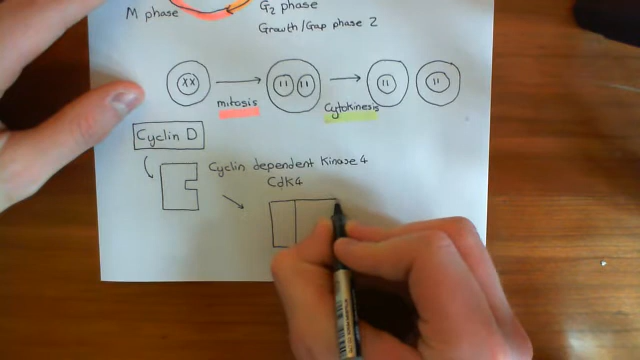 M phase
G2 phase
Growth/Gap phase 2
XX
mitosis
Cytokinesis
Cyclin D
Cyclin dependent kinase 4
Cdk4